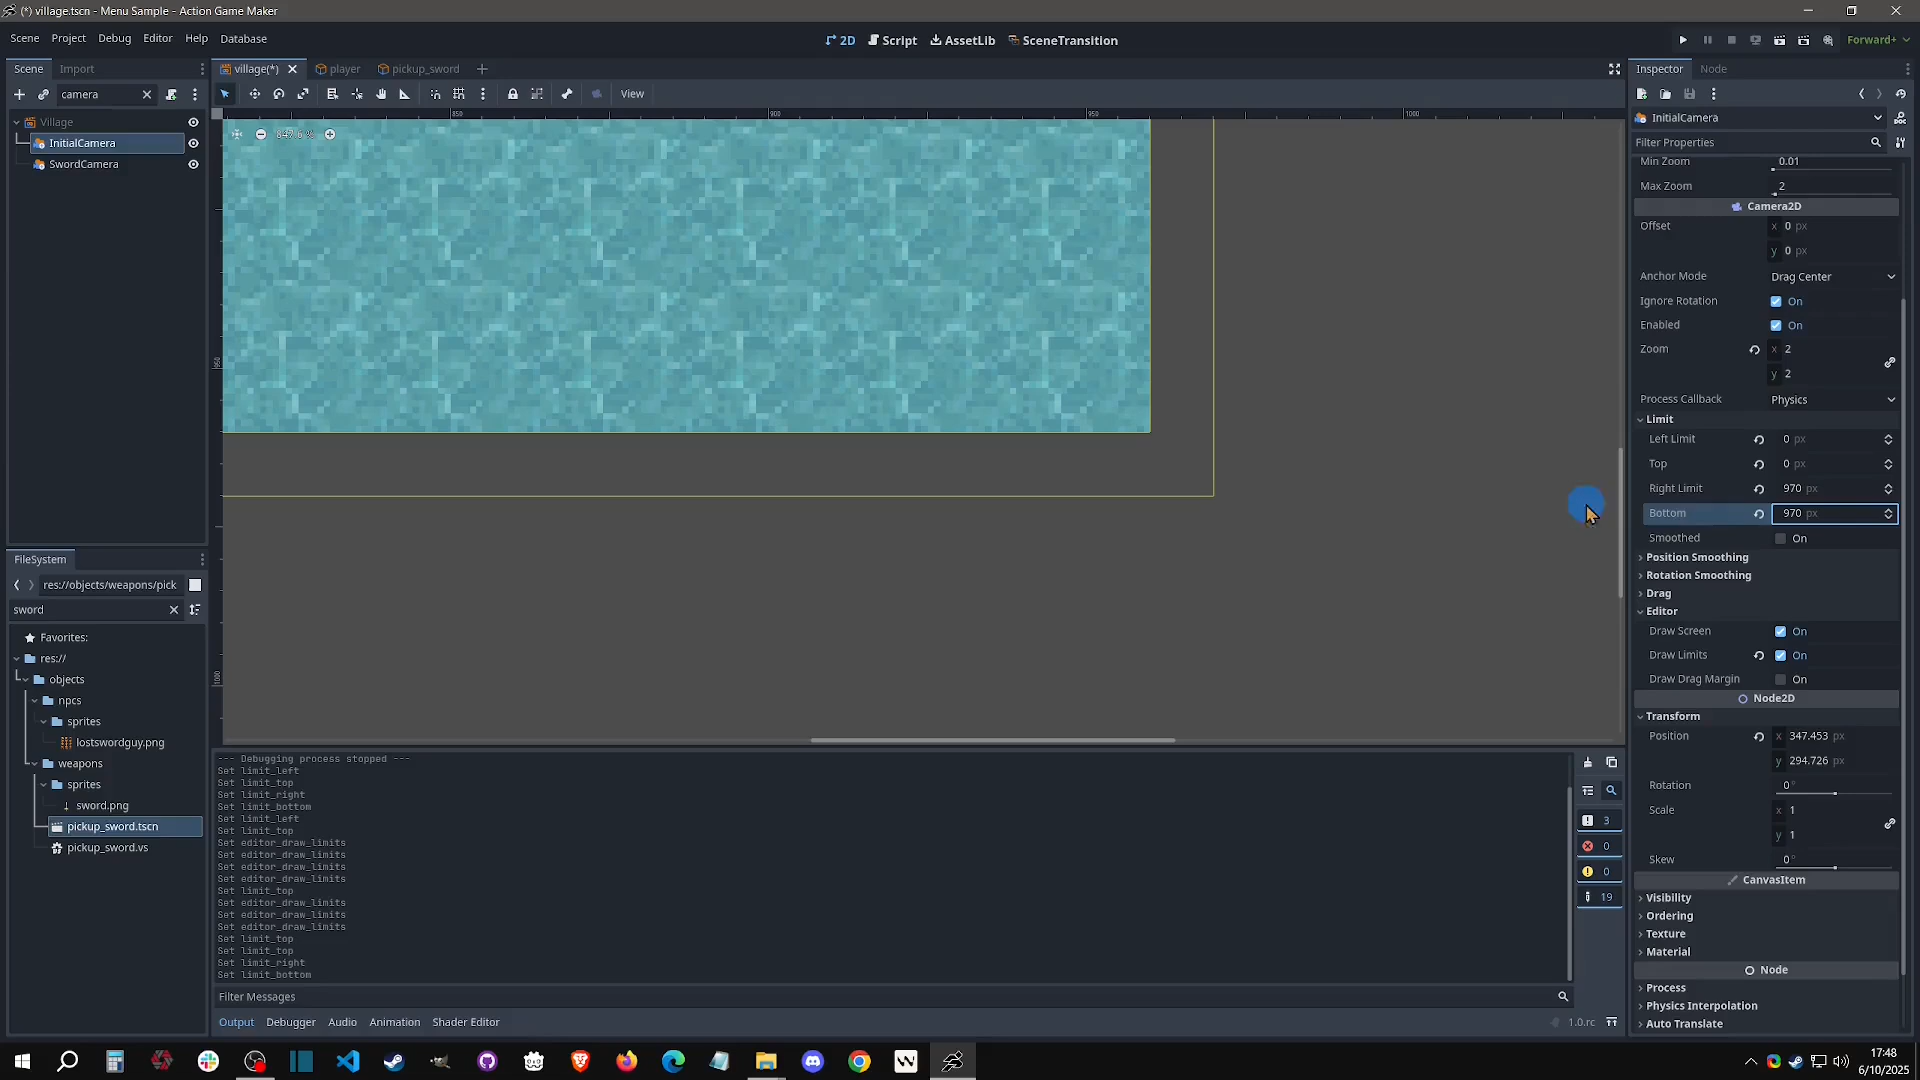 (*) village.tscn - Menu Sample - Action Game Maker
Scene Project Debug Editor Help Database
2D Script AssetLib SceneTransition
Forward+
Scene Import
village(*) player pickup_sword
Inspector Node
camera
View
InitialCamera
Filter Properties
Village
InitialCamera
SwordCamera
850 900 950 1000
847.6 %
950
1000
Min Zoom 0.01
Max Zoom 2
Camera2D
Offset x 0 px
y 0 px
Anchor Mode Drag Center
Ignore Rotation On
Enabled On
Zoom x 2
y 2
Process Callback Physics
Limit
Left Limit 0 px
Top 0 px
Right Limit 970 px
Bottom 970 px
Smoothed On
Position Smoothing
Rotation Smoothing
Drag
Editor
Draw Screen On
Draw Limits On
Draw Drag Margin On
Node2D
Transform
Position x 347.453 px
y 294.726 px
Rotation 0 °
Scale x 1
y 1
Skew 0 °
CanvasItem
Visibility
Ordering
Texture
Material
Node
Process
Physics Interpolation
Auto Translate
FileSystem
res://objects/weapons/pick
sword
Favorites:
res://
objects
npcs
sprites
lostswordguy.png
weapons
sprites
sword.png
pickup_sword.tscn
pickup_sword.vs
--- Debugging process stopped ---
Set limit_left
Set limit_top
Set limit_right
Set limit_bottom
Set limit_left
Set limit_top
Set editor_draw_limits
Set editor_draw_limits
Set editor_draw_limits
Set editor_draw_limits
Set limit_top
Set editor_draw_limits
Set editor_draw_limits
Set editor_draw_limits
Set limit_top
Set limit_top
Set limit_right
Set limit_bottom
3
0
0
19
Filter Messages
Output Debugger Audio Animation Shader Editor
1.0.rc
17:48
6/10/2025